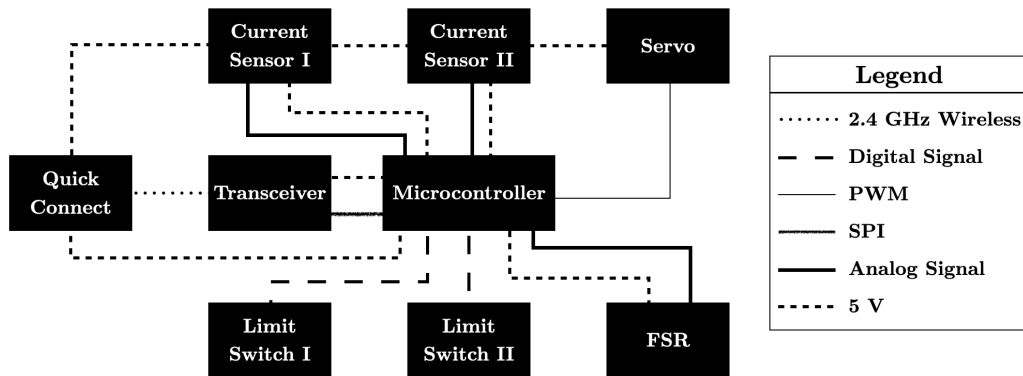 Current
Sensor I
Current
Sensor II
Servo
Quick
Connect
Transceiver
Microcontroller
Limit
Switch I
Limit
Switch II
FSR
Legend
2.4 GHz Wireless
Digital Signal
PWM
SPI
Analog Signal
5 V